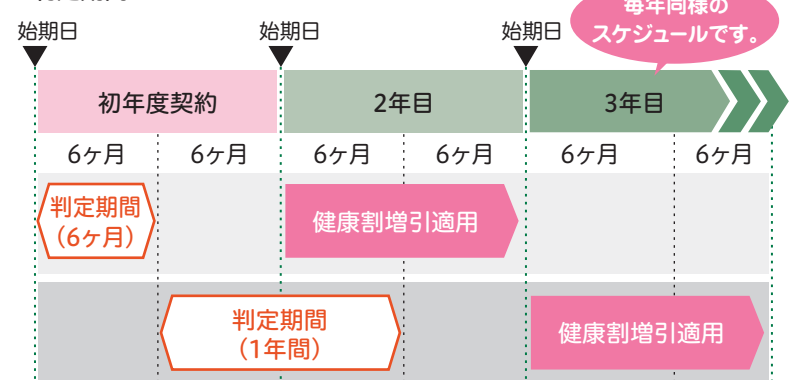 毎年同様の
スケジュールです。
始期日
始期日
始期日
初年度契約
2年目
3年目
6ヶ月
6ヶ月
6ヶ月
6ヶ月
6ヶ月
6ヶ月
判定期間
（6ヶ月）
健康割増引適用
判定期間
（1年間）
健康割増引適用